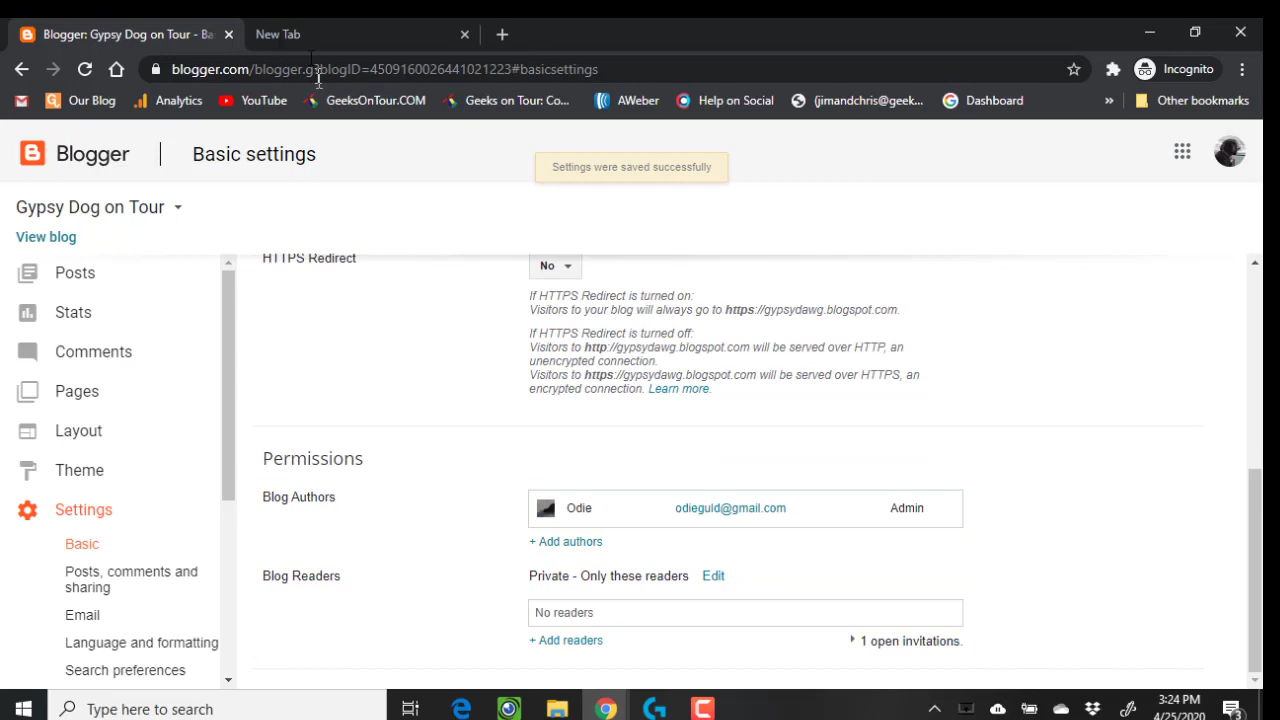 Blogger: Gypsy Dog on Tour - Ba
New Tab
blogger.com/blogger.g?blogID=4509160026441021223#basicsettings
Incognito
Our Blog
Analytics
YouTube
GeeksOnTour.COM
Geeks on Tour: Co...
AWeber
Help on Social
(jimandchris@geek...
Dashboard
»
Other bookmarks
Blogger
Basic settings
Settings were saved successfully
Gypsy Dog on Tour
View blog
Posts
Stats
Comments
Pages
Layout
Theme
Settings
Basic
Posts, comments and
sharing
Email
Language and formatting
Search preferences
HTTPS Redirect
No
If HTTPS Redirect is turned on:
Visitors to your blog will always go to https://gypsydawg.blogspot.com.
If HTTPS Redirect is turned off:
Visitors to http://gypsydawg.blogspot.com will be served over HTTP, an
unencrypted connection.
Visitors to https://gypsydawg.blogspot.com will be served over HTTPS, an
encrypted connection. Learn more.
Permissions
Blog Authors
Odie odieguld@gmail.com Admin
+ Add authors
Blog Readers
Private - Only these readers Edit
No readers
+ Add readers
1 open invitations.
Type here to search
3:24 PM
4/25/2020
3